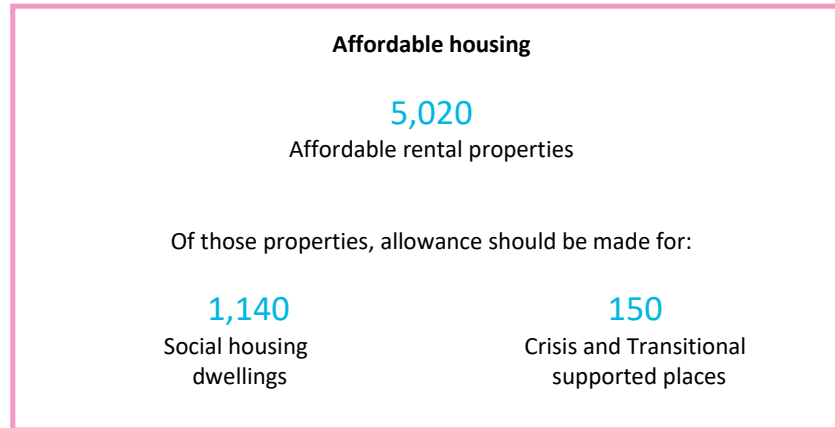 Affordable housing
5,020
Affordable rental properties
Of those properties, allowance should be made for:
1,140
Social housing
dwellings
150
Crisis and Transitional
supported places